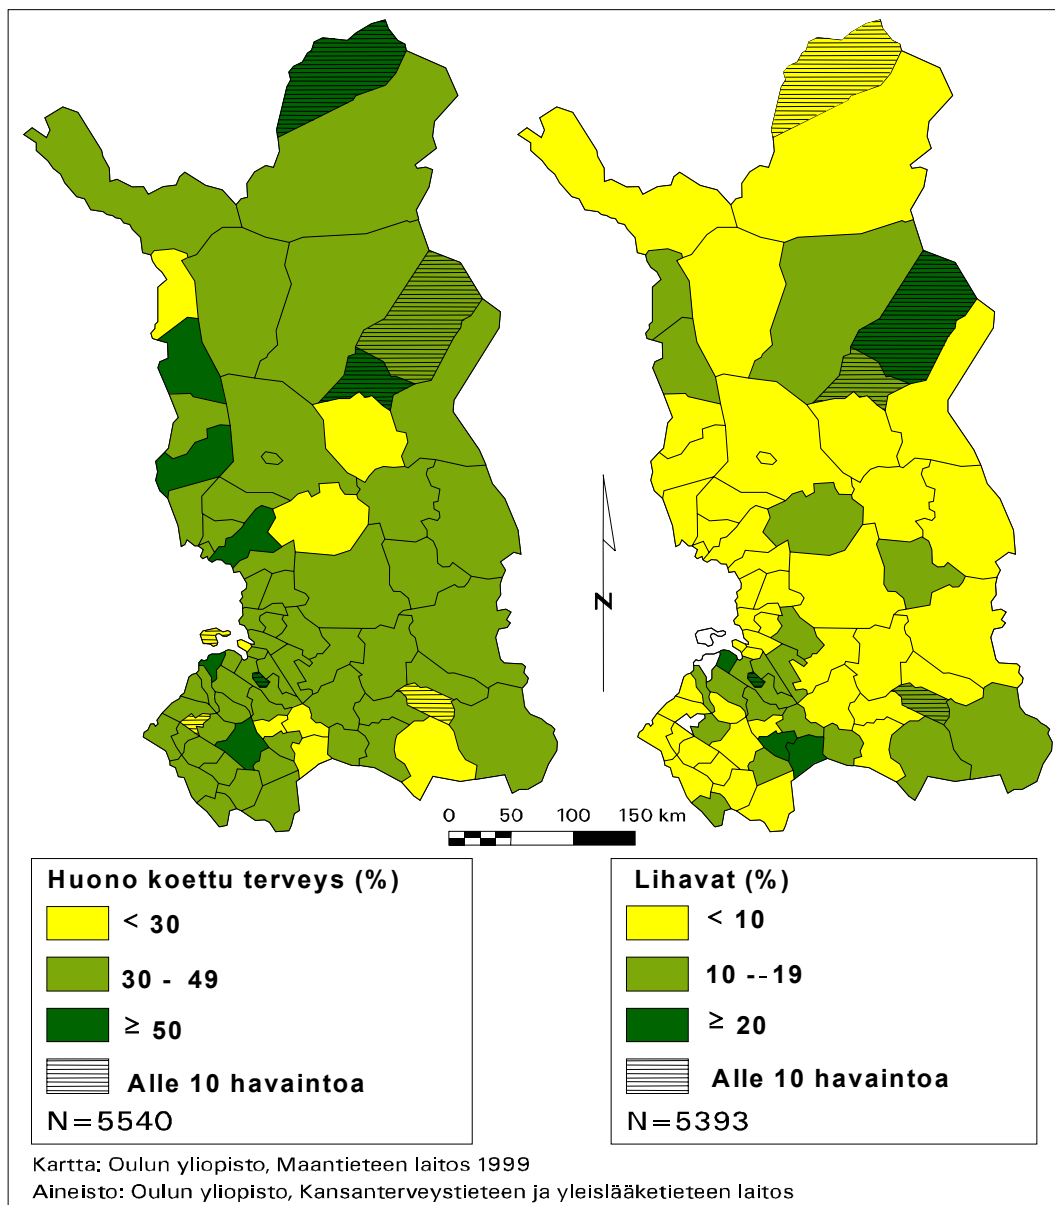 N
0 50 100 150 km
Huono koettu terveys (%)
< 30
30 - 49
≥ 50
Alle 10 havaintoa
N=5540
Lihavat (%)
< 10
10 --19
≥ 20
Alle 10 havaintoa
N=5393
Kartta: Oulun yliopisto, Maantieteen laitos 1999
Aineisto: Oulun yliopisto, Kansanterveystieteen ja yleislääketieteen laitos